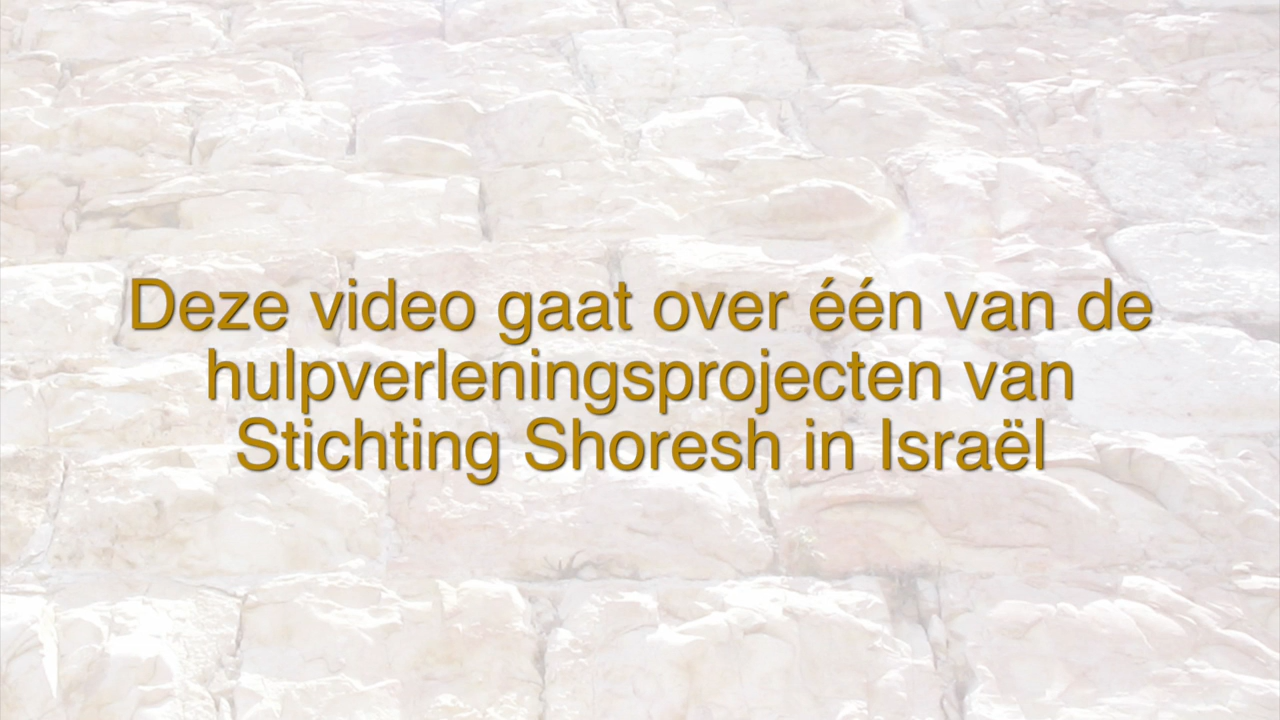 Deze video gaat over één van de
hulpverleningsprojecten van
Stichting Shoresh in Israël